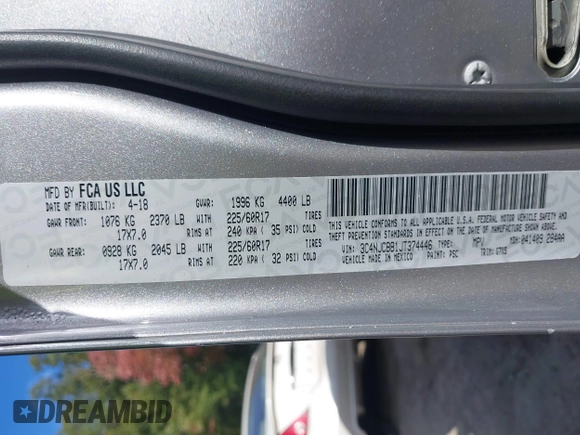 MFD BY FCA US LLC
DATE OF MFR(BUILT): 4-18 GVWR: 1996 KG 4400 LB
GAWR FRONT: 1076 KG 2370 LB WITH 225/60R17 TIRES
17X7.0 RIMS AT 240 KPA ( 35 PSI) COLD
GAWR REAR: 0928 KG 2045 LB WITH 225/60R17 TIRES
17X7.0 RIMS AT 220 KPA ( 32 PSI) COLD
THIS VEHICLE CONFORMS TO ALL APPLICABLE U.S.A. FEDERAL MOTOR VEHICLE SAFETY AND
THEFT PREVENTION STANDARDS IN EFFECT ON THE DATE OF MANUFACTURE SHOWN ABOVE.
VIN: 3C4NJCBB1JT374446 TYPE: MPV MDH: 041409 284AA
VEHICLE MADE IN MEXICO PAINT: PSC TRIM:
DREAMBID